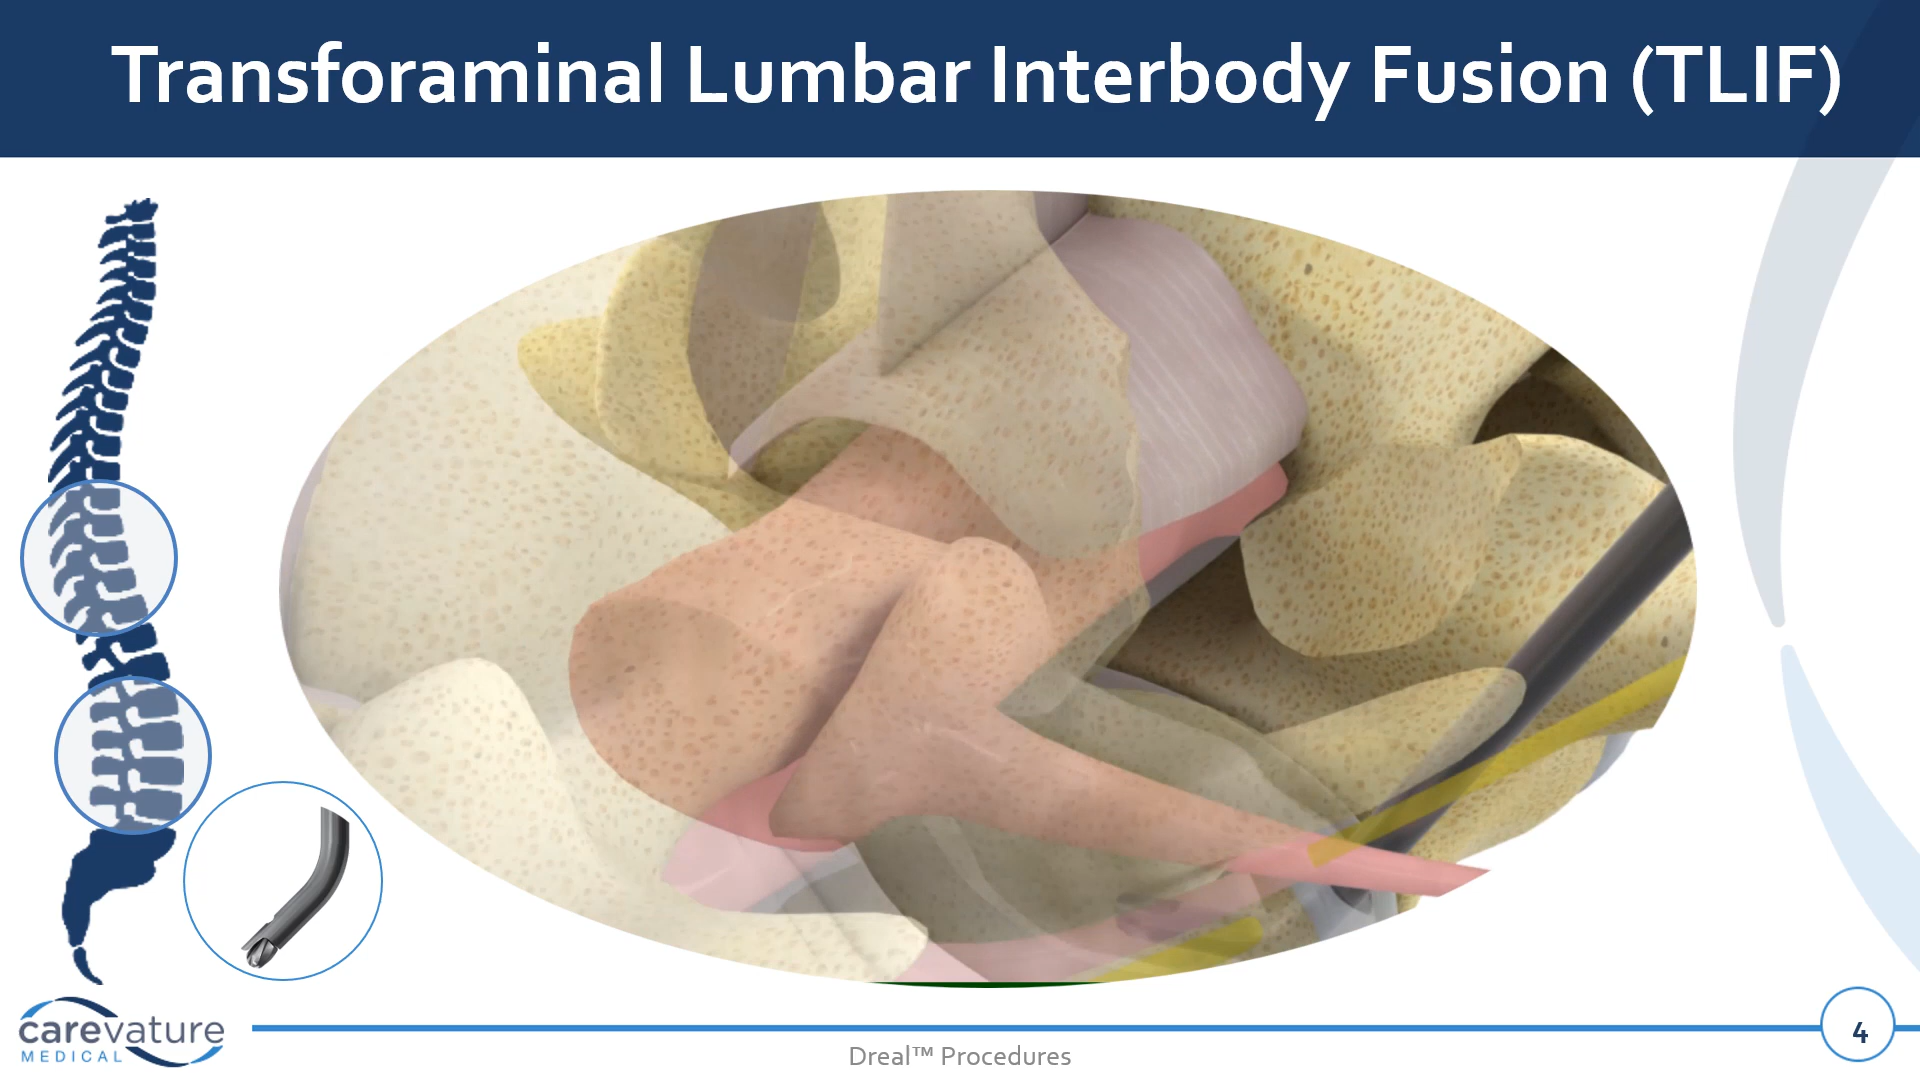 Transforaminal Lumbar Interbody Fusion (TLIF)
carevature
MEDICAL
Dreal™ Procedures
4